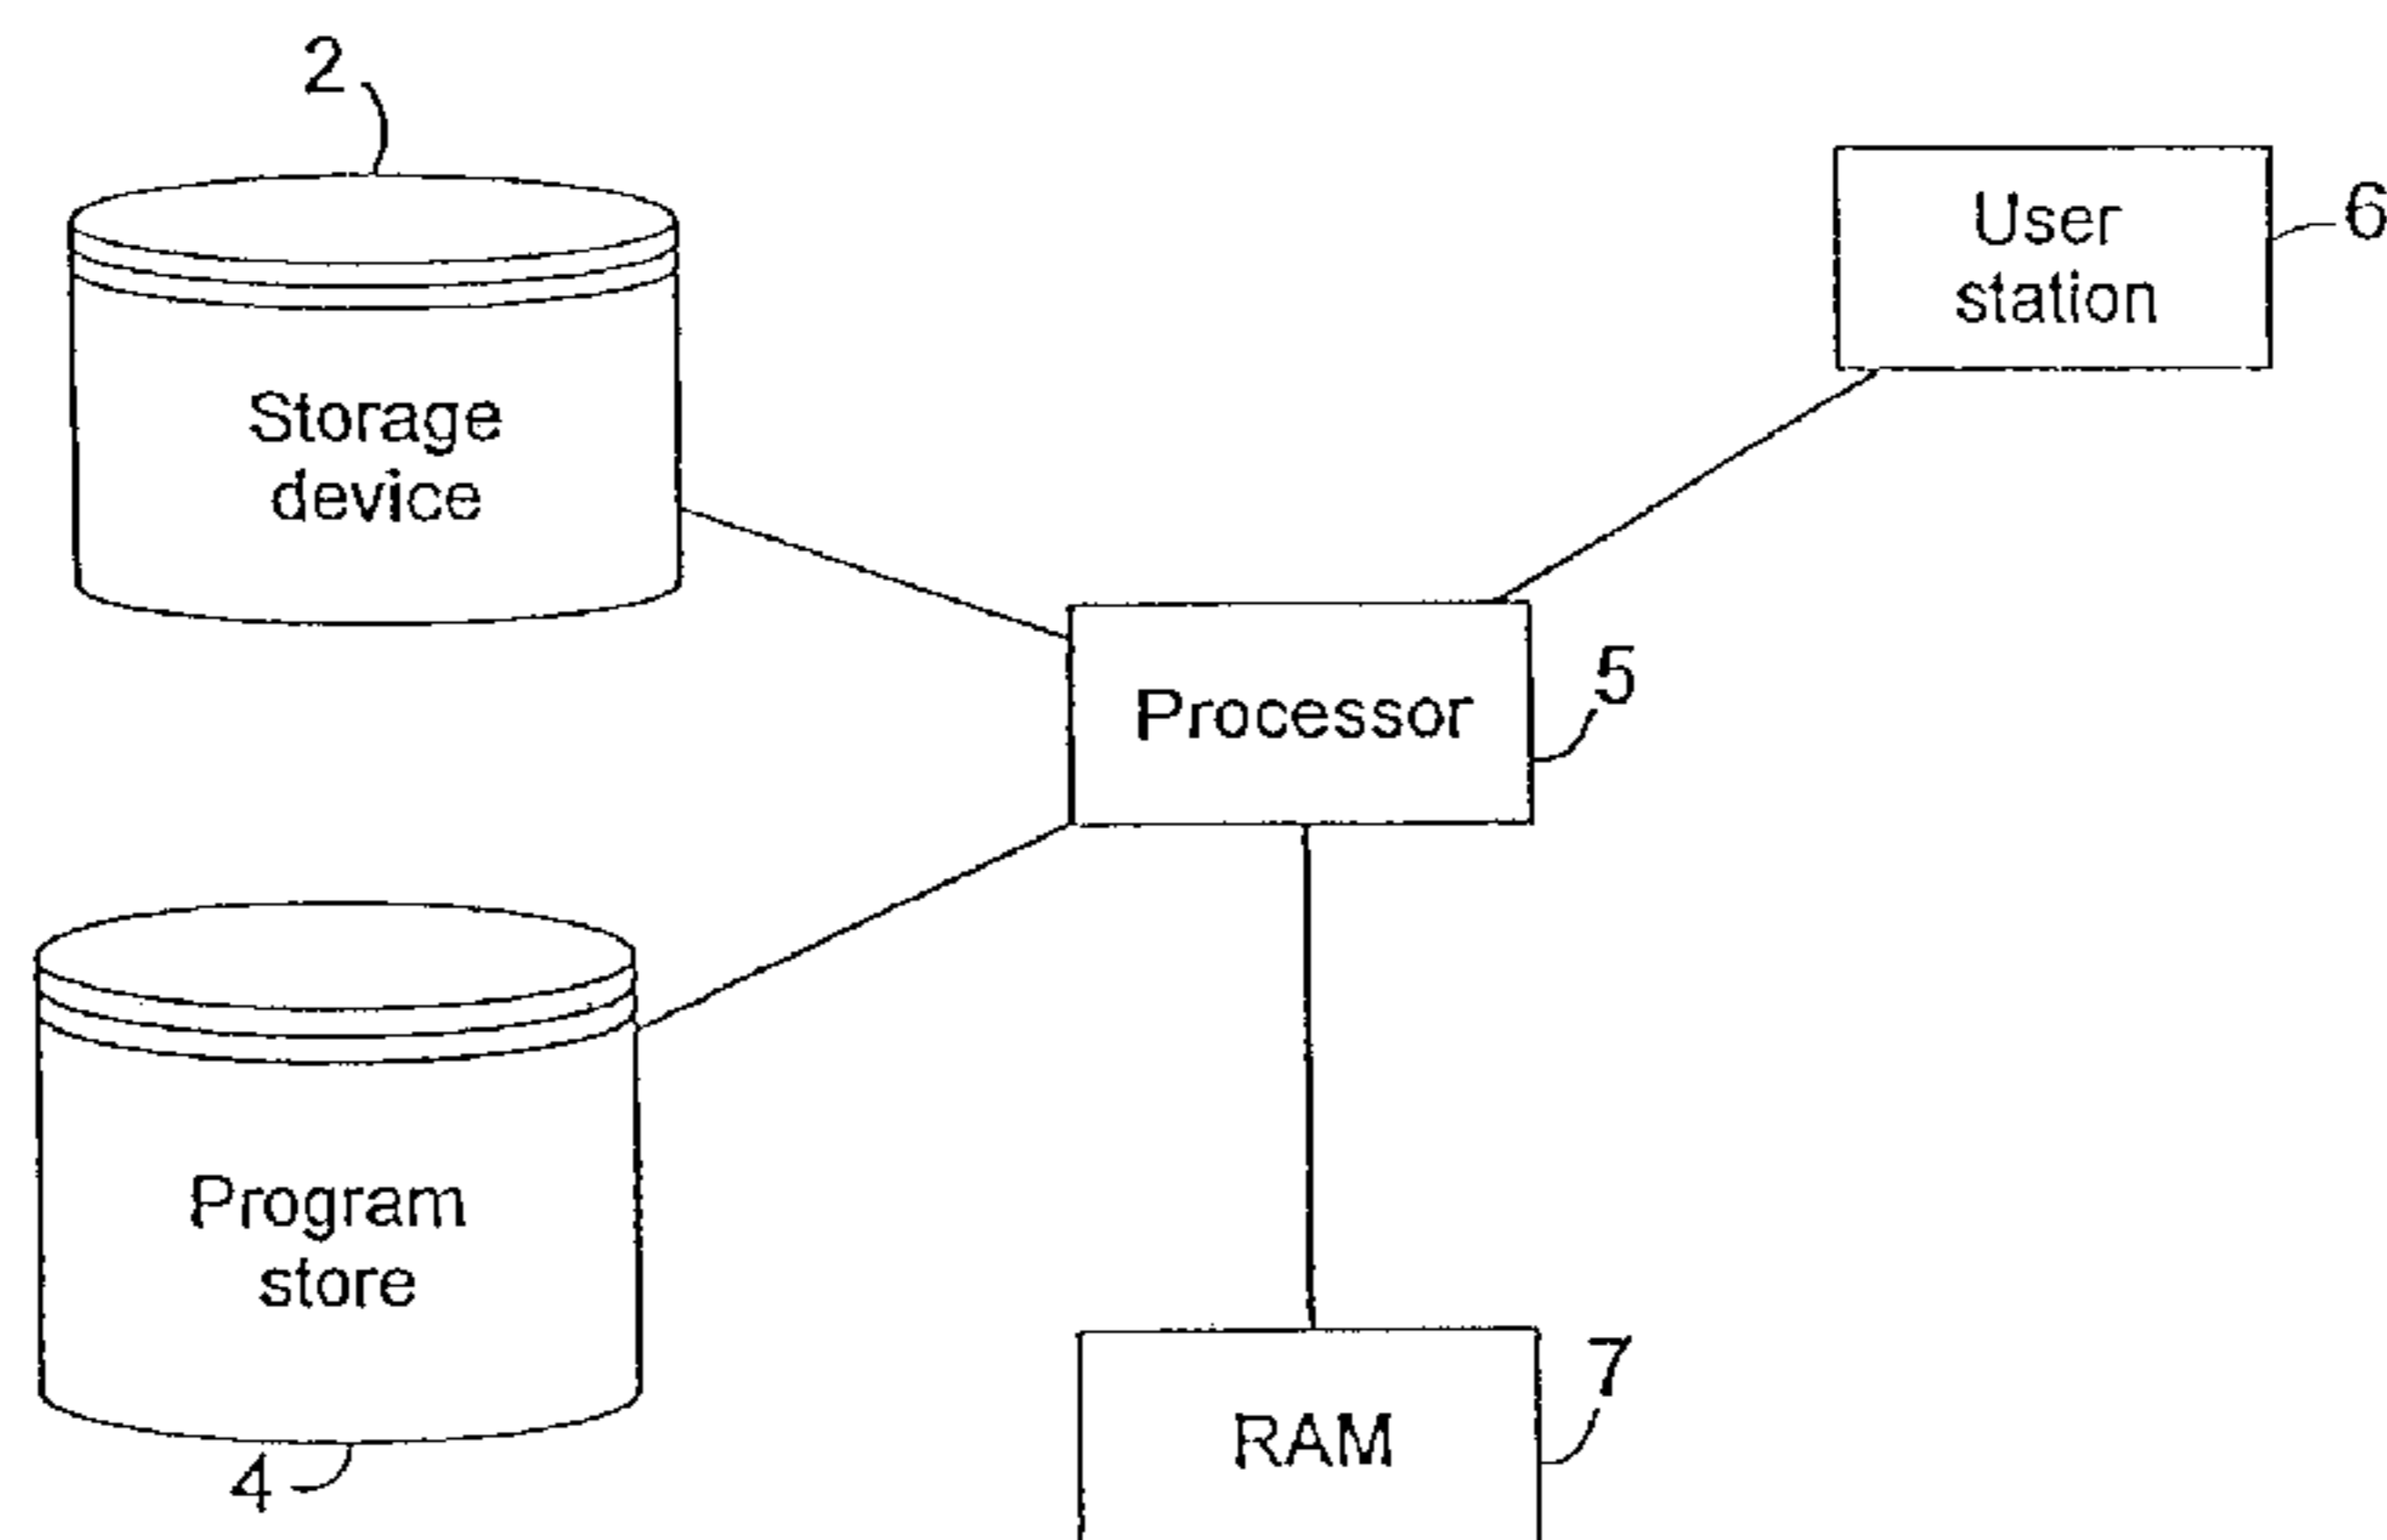 2
Storage
device
User
station
6
Processor
5
Program
store
4
RAM
7